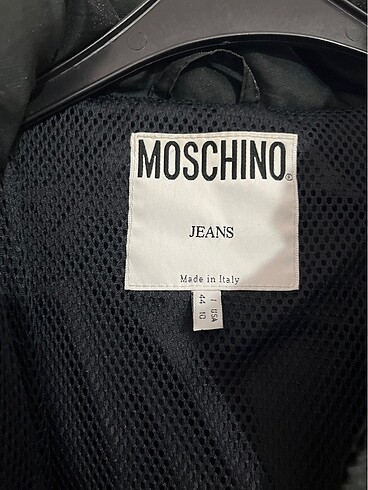 MOSCHINO®
JEANS
Made in Italy
I USA
44 10